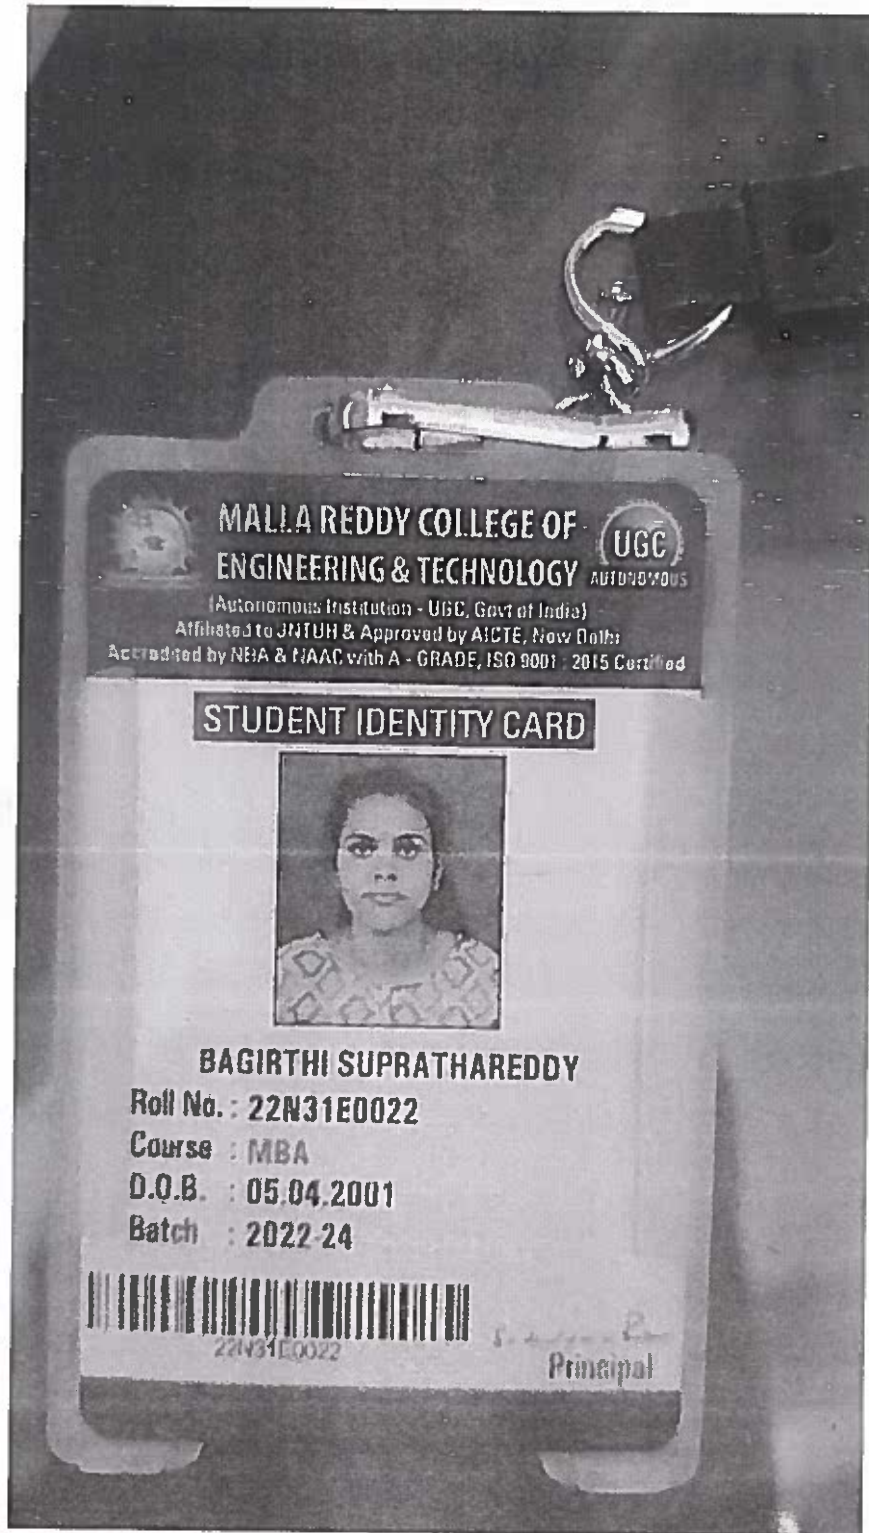 MALLA REDDY COLLEGE OF
ENGINEERING & TECHNOLOGY
UGC
AUTONOMOUS
(Autonomous Institution - UGC, Govt of India)
Affiliated to JNTUH & Approved by AICTE, New Delhi
Accredited by NBA & NAAC with A - GRADE, ISO 9001 : 2015 Certified
STUDENT IDENTITY CARD
BAGIRTHI SUPRATHAREDDY
Roll No. : 22N31E0022
Course : MBA
D.O.B. : 05.04.2001
Batch : 2022-24
22N31E0022
Principal